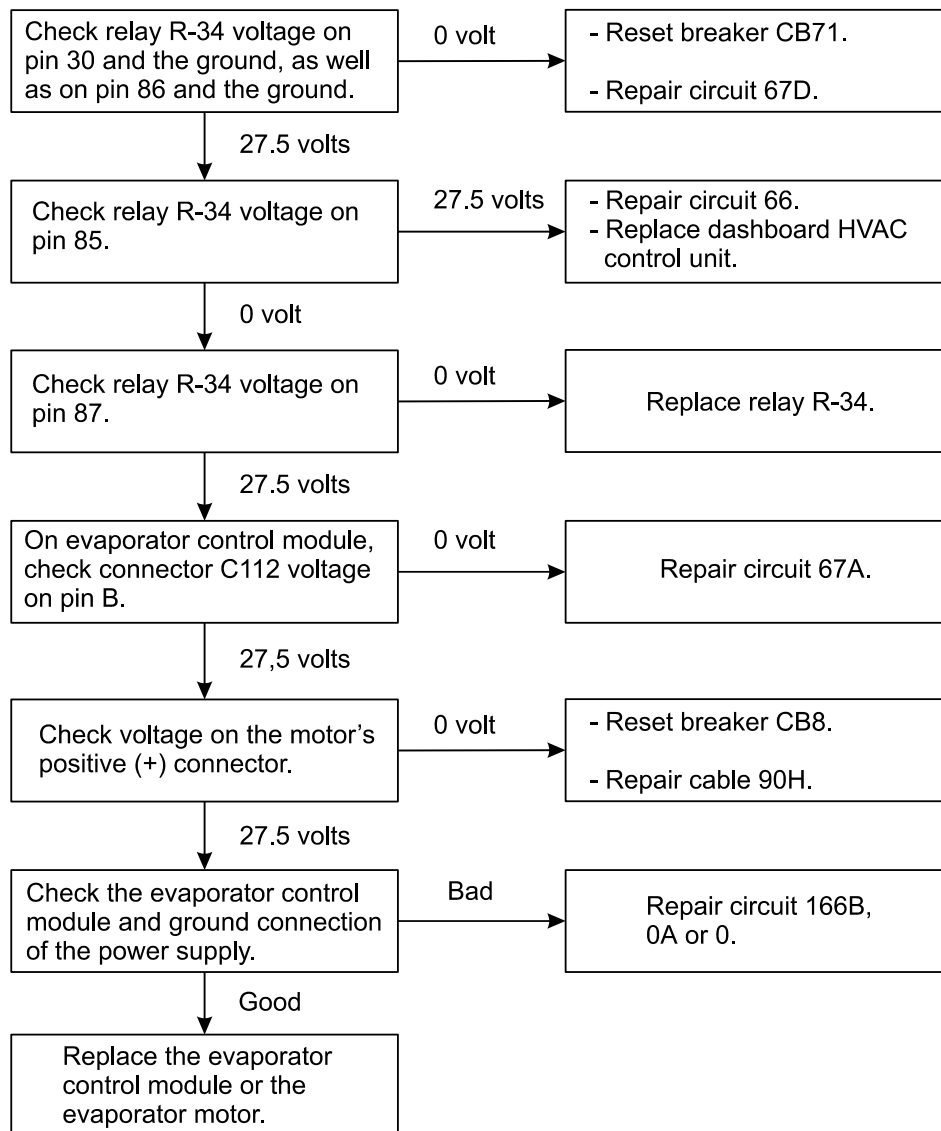 Check relay R-34 voltage on
pin 30 and the ground, as well
as on pin 86 and the ground.
0 volt
- Reset breaker CB71.
- Repair circuit 67D.
27.5 volts
Check relay R-34 voltage on
pin 85.
27.5 volts
- Repair circuit 66.
- Replace dashboard HVAC
control unit.
0 volt
Check relay R-34 voltage on
pin 87.
0 volt
Replace relay R-34.
27.5 volts
On evaporator control module,
check connector C112 voltage
on pin B.
0 volt
Repair circuit 67A.
27,5 volts
Check voltage on the motor’s
positive (+) connector.
0 volt
- Reset breaker CB8.
- Repair cable 90H.
27.5 volts
Check the evaporator control
module and ground connection
of the power supply.
Bad
Repair circuit 166B,
0A or 0.
Good
Replace the evaporator
control module or the
evaporator motor.